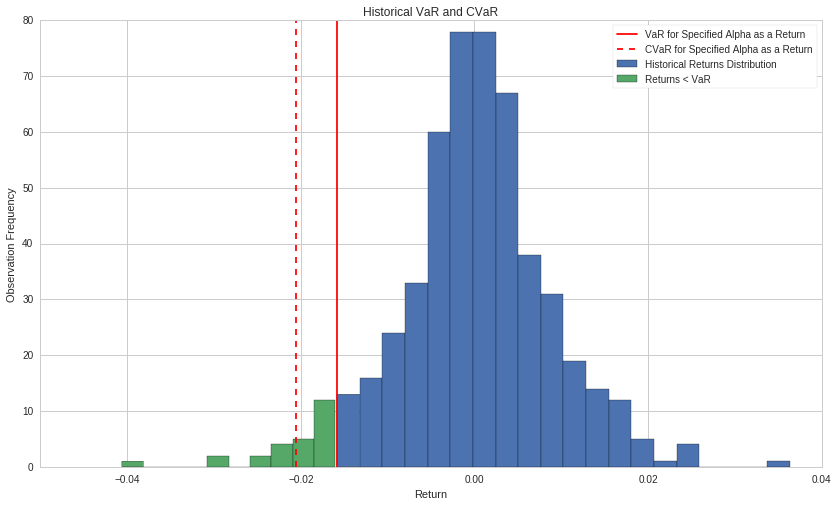 Historical VaR and CVaR
VaR for Specified Alpha as a Return
CVaR for Specified Alpha as a Return
Historical Returns Distribution
Returns < VaR
Observation Frequency
80
70
60
50
40
30
20
10
0
−0.04
−0.02
0.00
0.02
0.04
Return